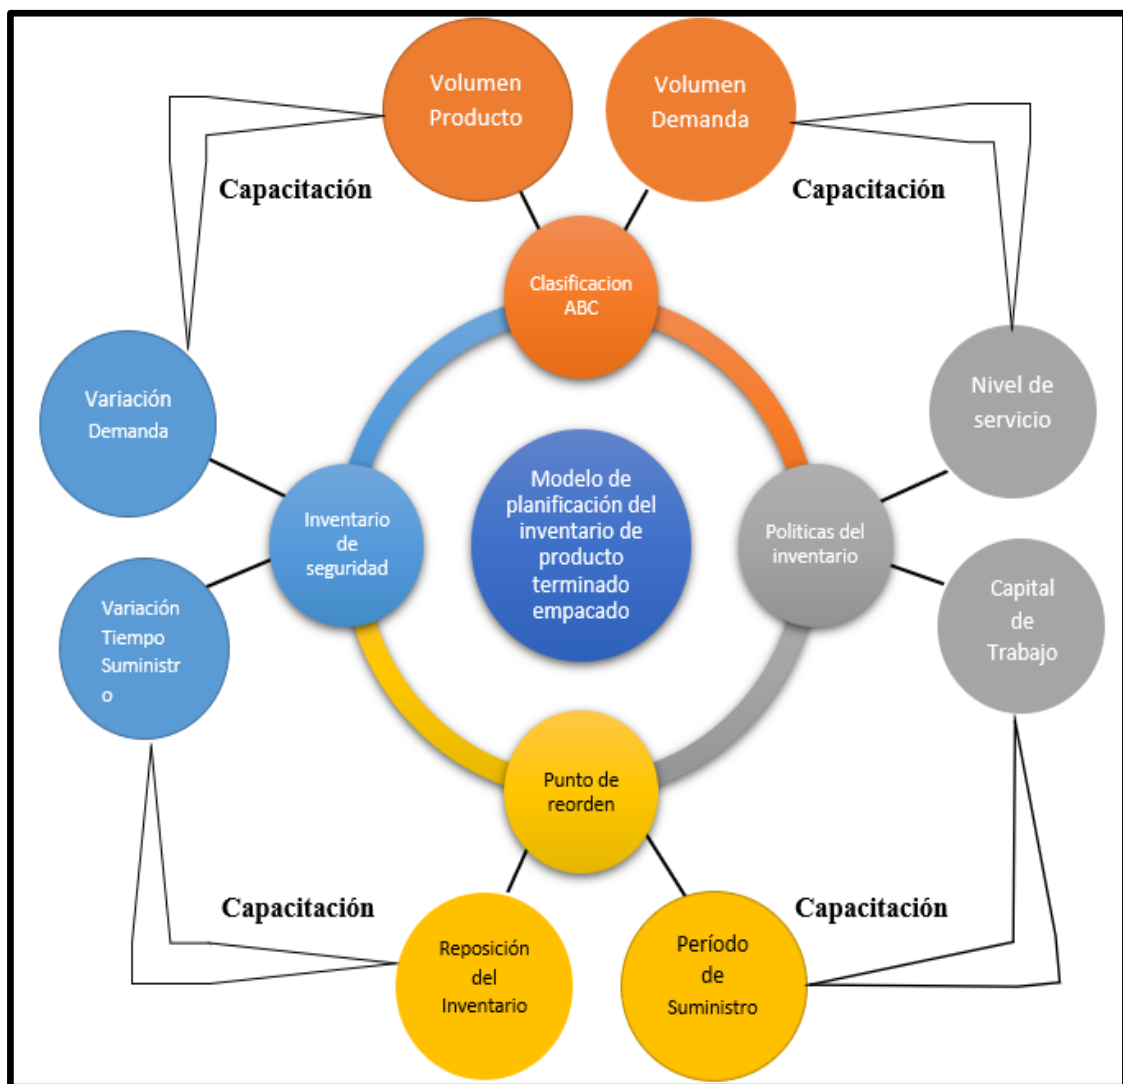 Volumen
Producto
Volumen
Demanda
Capacitación
Capacitación
Clasificacion
ABC
Variación
Demanda
Nivel de
servicio
Modelo de
planificación del
inventario de
producto
terminado
empacado
Inventario
de
seguridad
Politicas del
inventario
Variación
Tiempo
Suministr
o
Capital
de
Trabajo
Punto de
reorden
Capacitación
Capacitación
Reposición
del
Inventario
Período
de
Suministro